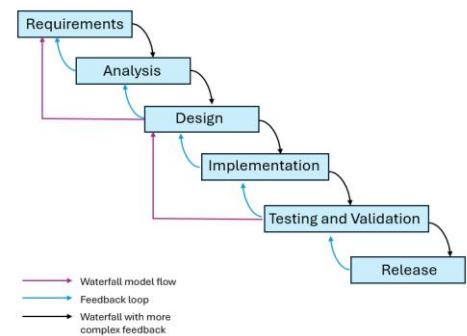 Requirements
Analysis
Design
Implementation
Testing and Validation
Release
Waterfall model flow
Feedback loop
Waterfall with more
complex feedback